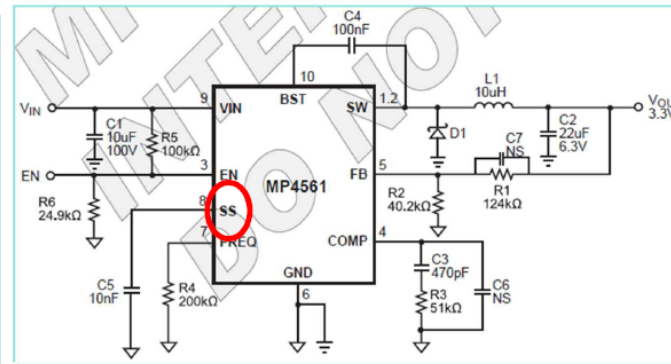 C4
100nF
10
BST
VIN
9
VIN
SW
1.2
L1
10uH
VOUT
3.3V
C1
10uF
100V
R5
100kΩ
D1
C2
22uF
6.3V
C7
NS
EN
3
EN
MP4561
FB
5
R1
124kΩ
R2
40.2kΩ
R6
24.9kΩ
8
SS
7
FREQ
COMP
4
C5
10nF
R4
200kΩ
GND
6
C3
470pF
R3
51kΩ
C6
NS
DO NOT